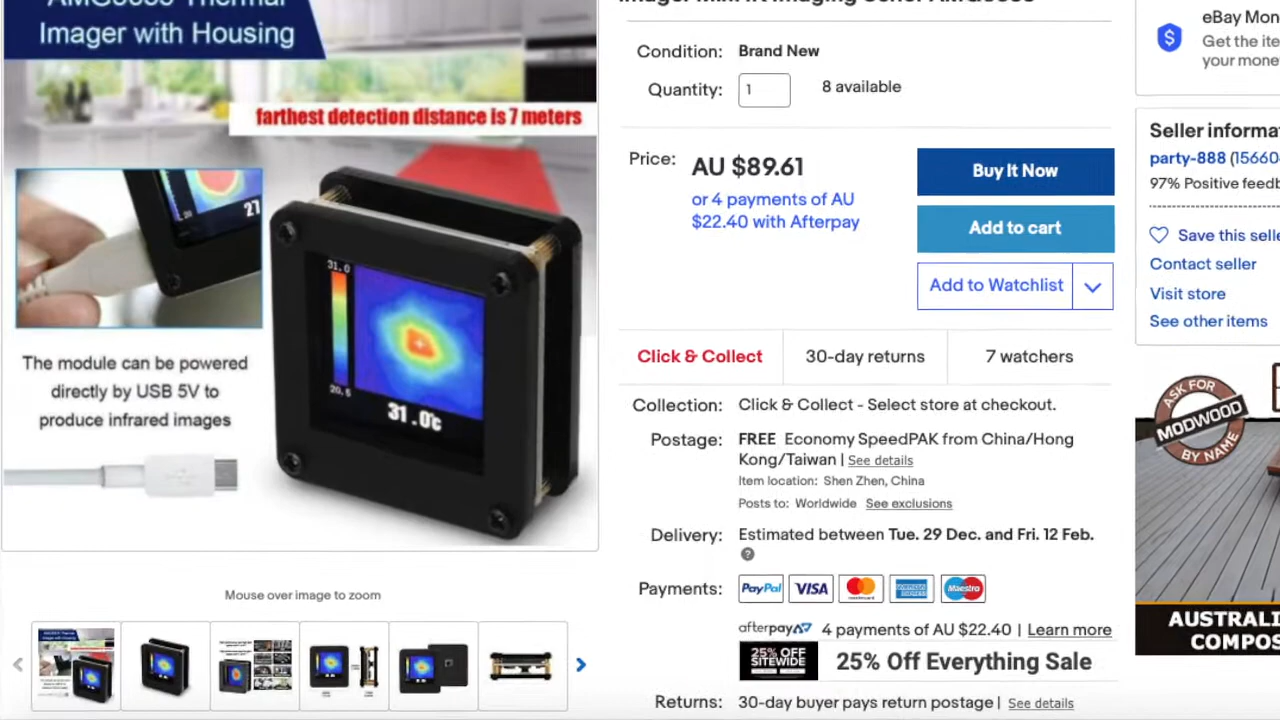 Thermal
Imager with Housing
farthest detection distance is 7 meters
27
31.0
20.5
31.0℃
The module can be powered
directly by USB 5V to
produce infrared images
Mouse over image to zoom
Condition: Brand New
Quantity: 1 8 available
Price: AU $89.61
or 4 payments of AU
$22.40 with Afterpay
Buy It Now
Add to cart
Add to Watchlist
Click & Collect 30-day returns 7 watchers
Collection: Click & Collect - Select store at checkout.
Postage: FREE Economy SpeedPAK from China/Hong
Kong/Taiwan | See details
Item location: Shen Zhen, China
Posts to: Worldwide See exclusions
Delivery: Estimated between Tue. 29 Dec. and Fri. 12 Feb.
Payments: PayPal VISA Maestro
afterpay 4 payments of AU $22.40 | Learn more
25% OFF
SITEWIDE
25% Off Everything Sale
Returns: 30-day buyer pays return postage | See details
eBay Mon
Get the ite
your mone
Seller informa
party-888 (15660
97% Positive feedb
Save this selle
Contact seller
Visit store
See other items
ASK FOR
MODWOOD
BY NAME
AUSTRALI
COMPOS